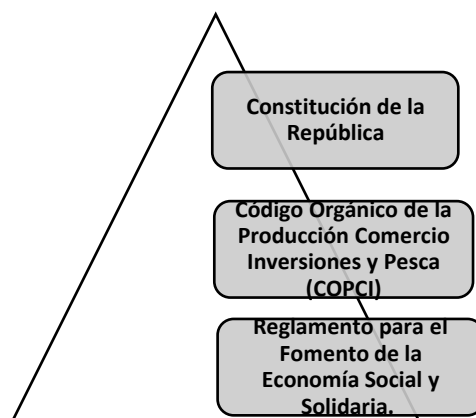 Constitución de la
República
Código Orgánico de la
Producción Comercio
Inversiones y Pesca
(COPCI)
Reglamento para el
Fomento de la
Economía Social y
Solidaria.